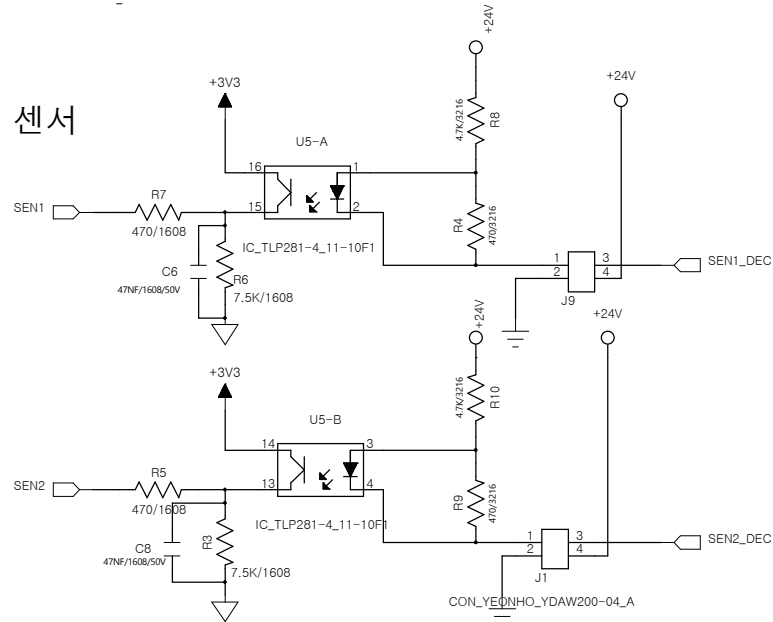 센서
+24V
+24V
+3V3
4.7K/3216
R8
U5-A
16
1
SEN1
R7
15
2
470/1608
R4
470/3216
IC_TLP281-4_11-10F1
C6
R6
47NF/1608/50V
7.5K/1608
1
3
SEN1_DEC
2
4
J9
+24V
+24V
+3V3
4.7K/3216
R10
U5-B
14
3
SEN2
R5
13
4
470/1608
R9
470/3216
IC_TLP281-4_11-10F1
C8
R3
47NF/1608/50V
7.5K/1608
1
3
SEN2_DEC
2
4
J1
CON_YEONHO_YDAW200-04_A